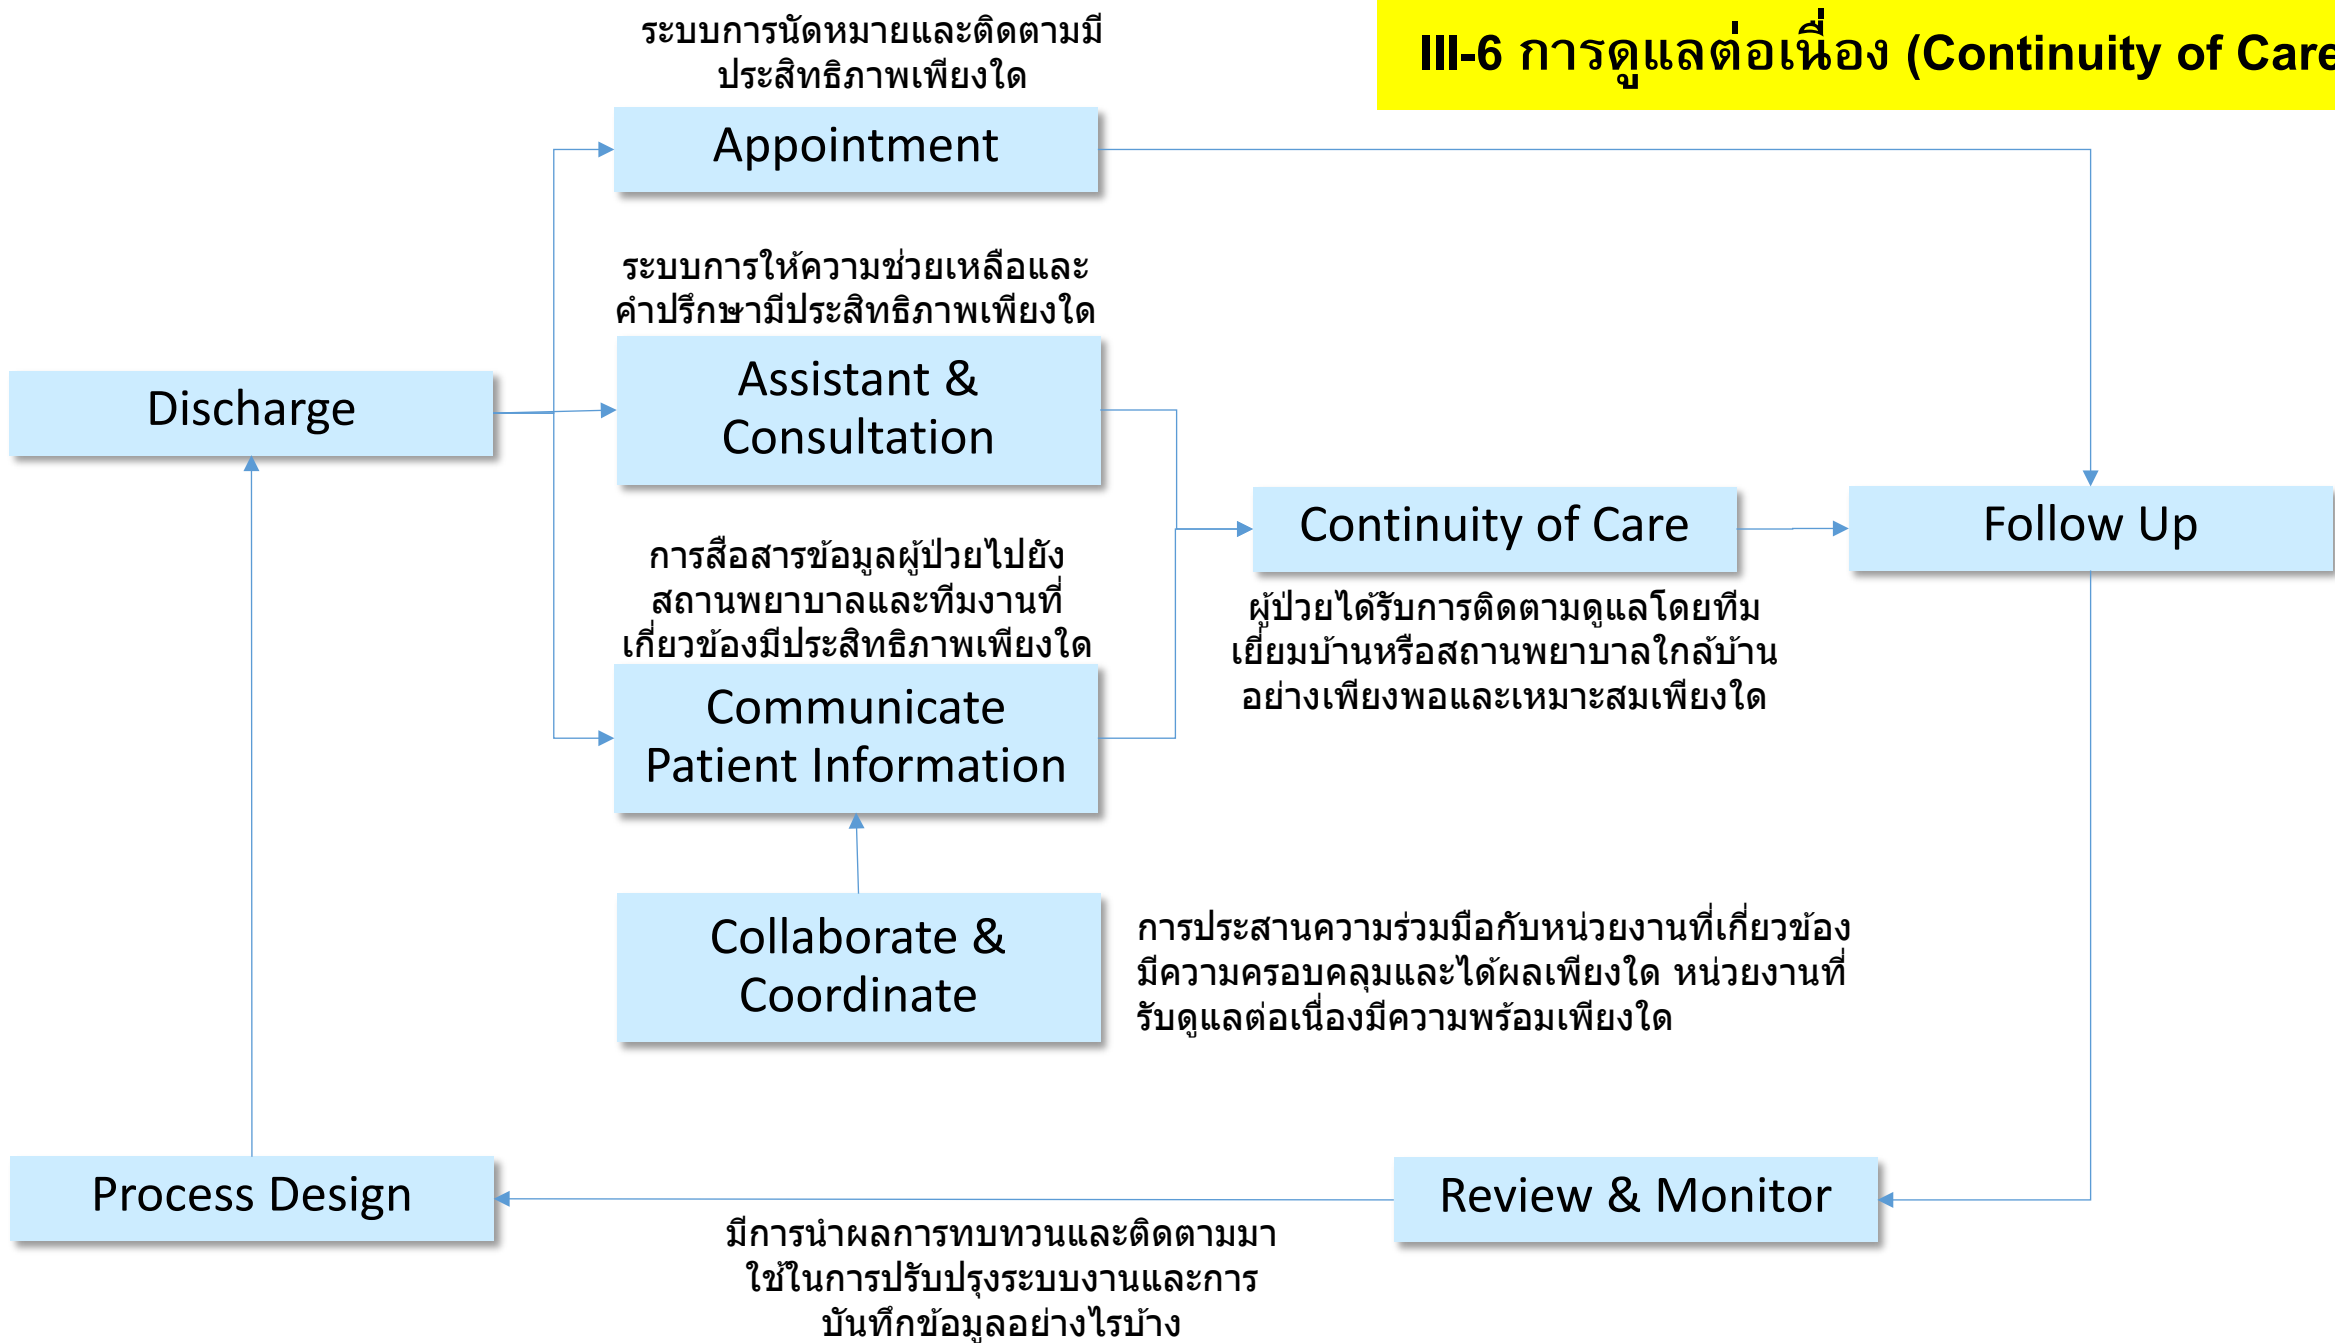 III-6 การดูแลต่อเนื่อง (Continuity of Care
ระบบการนัดหมายและติดตามมี
ประสิทธิภาพเพียงใด
Appointment
ระบบการให้ความช่วยเหลือและ
คำปรึกษามีประสิทธิภาพเพียงใด
Assistant &
Consultation
Discharge
การสื่อสารข้อมูลผู้ป่วยไปยัง
สถานพยาบาลและทีมงานที่
เกี่ยวข้องมีประสิทธิภาพเพียงใด
Communicate
Patient Information
Continuity of Care
ผู้ป่วยได้รับการติดตามดูแลโดยทีม
เยี่ยมบ้านหรือสถานพยาบาลใกล้บ้าน
อย่างเพียงพอและเหมาะสมเพียงใด
Follow Up
Collaborate &
Coordinate
การประสานความร่วมมือกับหน่วยงานที่เกี่ยวข้อง
มีความครอบคลุมและได้ผลเพียงใด หน่วยงานที่
รับดูแลต่อเนื่องมีความพร้อมเพียงใด
Process Design
Review & Monitor
มีการนำผลการทบทวนและติดตามมา
ใช้ในการปรับปรุงระบบงานและการ
บันทึกข้อมูลอย่างไรบ้าง